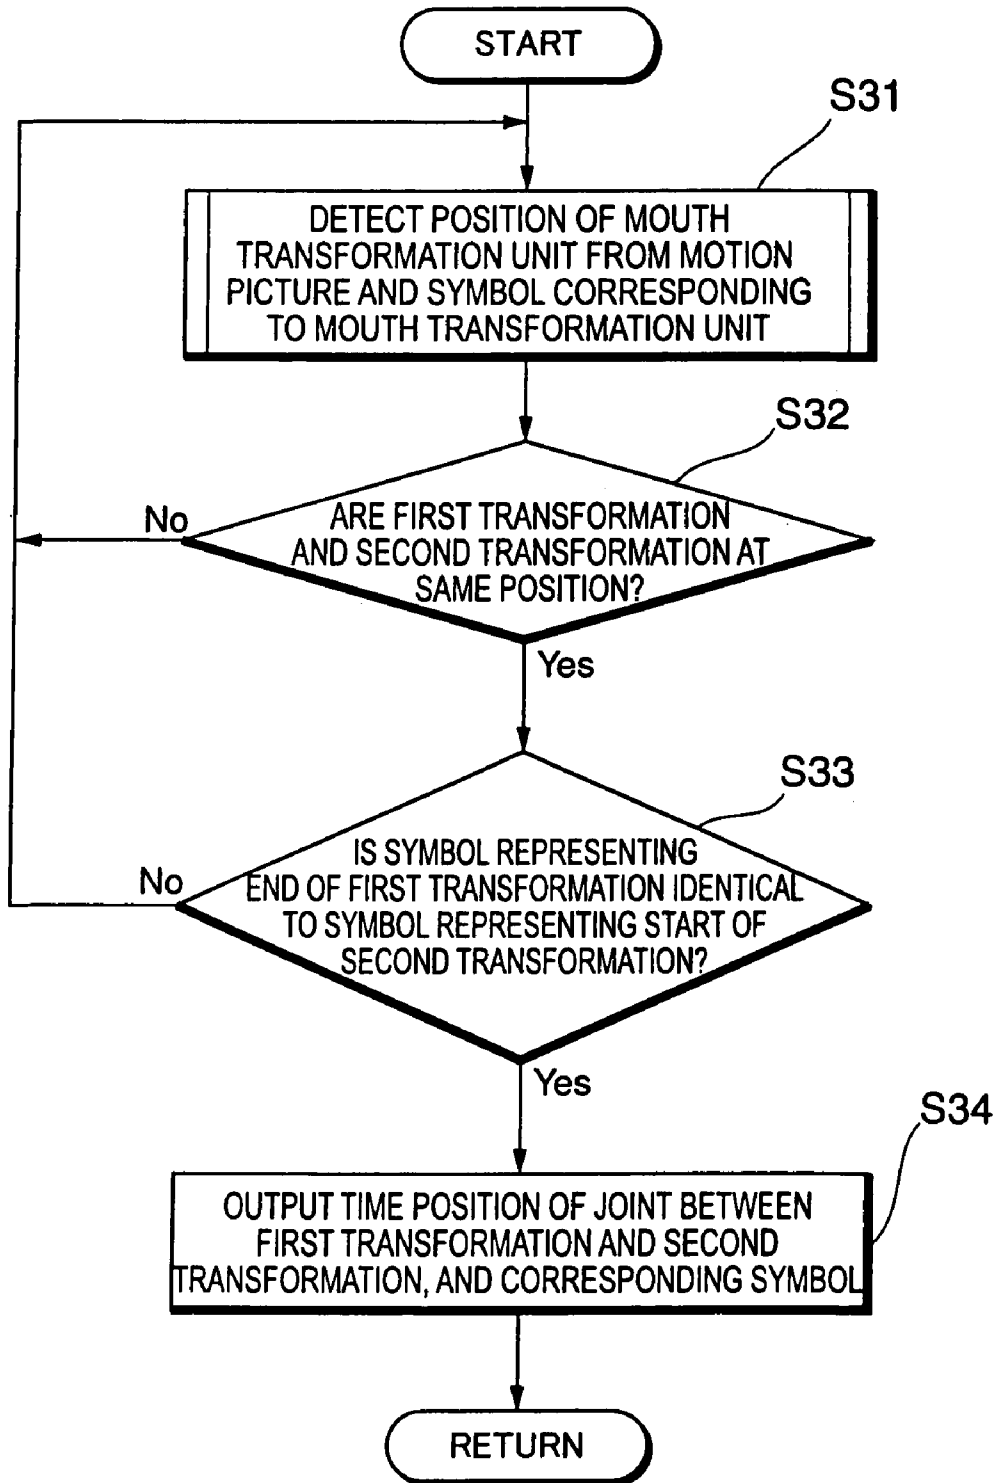 START
S31
DETECT POSITION OF MOUTH
TRANSFORMATION UNIT FROM MOTION
PICTURE AND SYMBOL CORRESPONDING
TO MOUTH TRANSFORMATION UNIT
S32
No
ARE FIRST TRANSFORMATION
AND SECOND TRANSFORMATION AT
SAME POSITION?
Yes
S33
No
IS SYMBOL REPRESENTING
END OF FIRST TRANSFORMATION IDENTICAL
TO SYMBOL REPRESENTING START OF
SECOND TRANSFORMATION?
Yes
S34
OUTPUT TIME POSITION OF JOINT BETWEEN
FIRST TRANSFORMATION AND SECOND
TRANSFORMATION, AND CORRESPONDING SYMBOL
RETURN